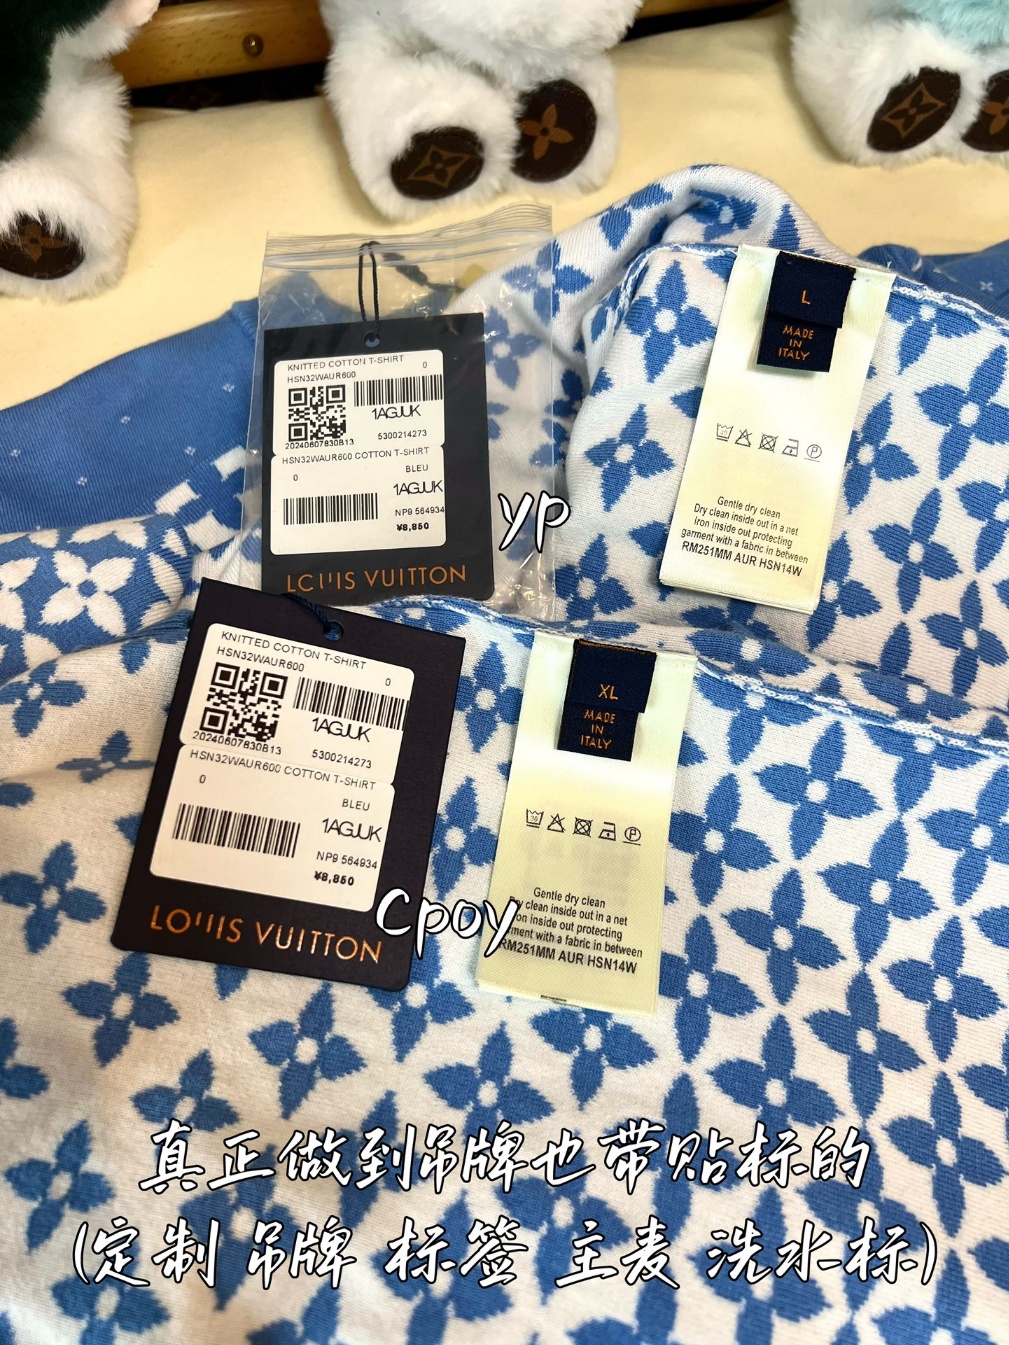 KNITTED COTTON T-SHIRT
0
HSN32WAUR600
1AGJUK
20240607830B13
5300214273
HSN32WAUR600 COTTON T-SHIRT
0
BLEU
1AGJUK
NP9 564934
¥8,850
LOUIS VUITTON
L
MADE
IN
ITALY
Gentle dry clean
Dry clean inside out in a net
Iron inside out protecting
garment with a fabric in between
RM251MM AUR HSN14W
yp
KNITTED COTTON T-SHIRT
HSN32WAUR600
0
1AGJUK
20240607830B13
5300214273
HSN32WAUR600 COTTON T-SHIRT
0
BLEU
1AGJUK
NP9 564934
¥8,850
LOUIS VUITTON
XL
MADE
IN
ITALY
30
Gentle dry clean
Dry clean inside out in a net
Iron inside out protecting
garment with a fabric in between
RM251MM AUR HSN14W
Cpoy
真正做到吊牌也带贴标的
(定制 吊牌 标签 主麦 洗水标)